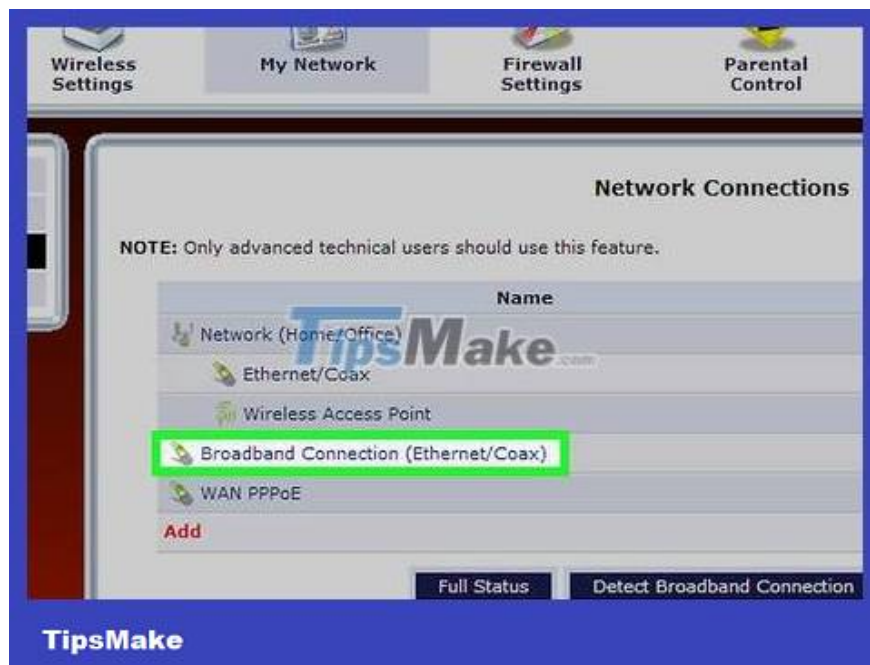 Wireless Settings
My Network
Firewall Settings
Parental Control
Network Connections
NOTE: Only advanced technical users should use this feature.
Name
Network (Home/Office)
TipsMake.com
Ethernet/Coax
Wireless Access Point
Broadband Connection (Ethernet/Coax)
WAN PPPoE
Add
Full Status
Detect Broadband Connection
TipsMake